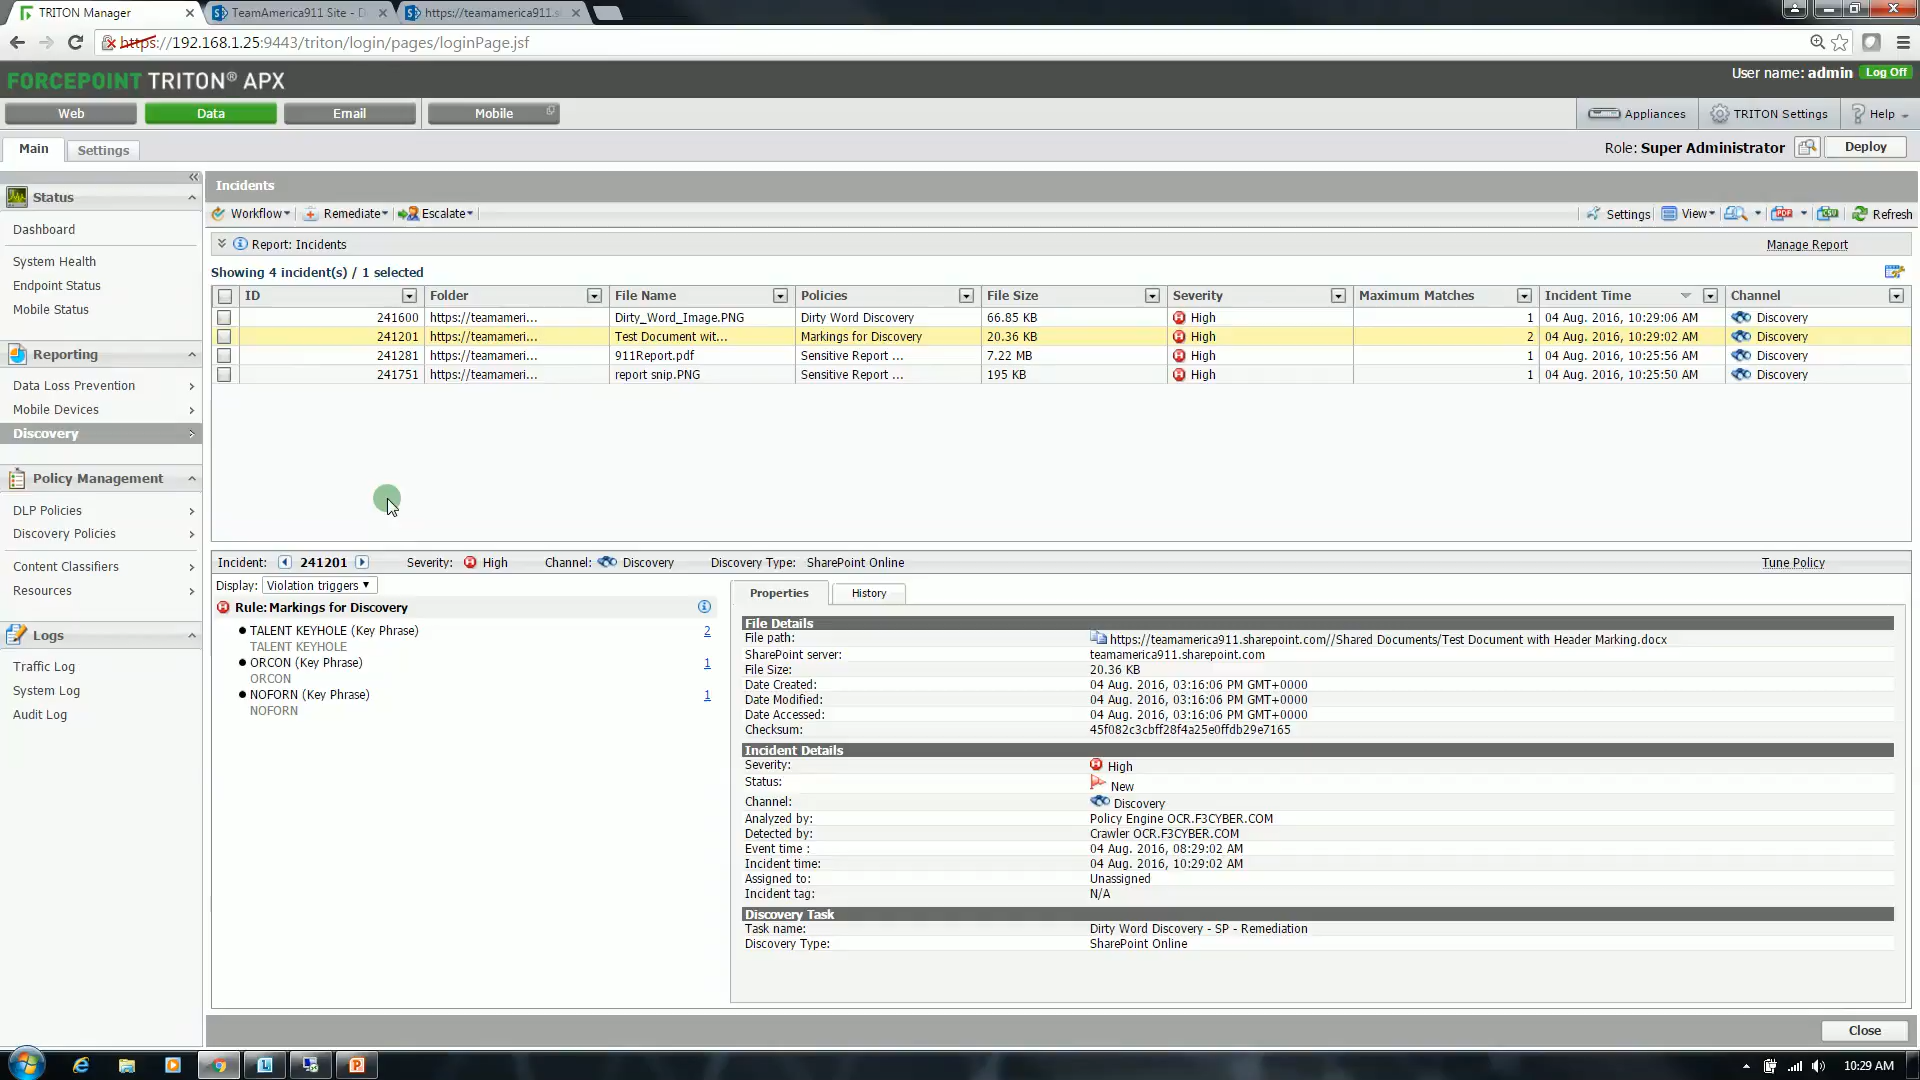 TRITON Manager
TeamAmerica911 Site - D
https://teamamerica911.s
https://192.168.1.25:9443/triton/login/pages/loginPage.jsf
FORCEPOINT TRITON® APX
User name: admin Log Off
Web Data Email Mobile Appliances TRITON Settings Help
Main Settings Role: Super Administrator Deploy
Status
Dashboard
System Health
Endpoint Status
Mobile Status
Reporting
Data Loss Prevention
Mobile Devices
Discovery
Policy Management
DLP Policies
Discovery Policies
Content Classifiers
Resources
Logs
Traffic Log
System Log
Audit Log
Incidents
Workflow Remediate Escalate Settings View PDF CSV Refresh
Report: Incidents Manage Report
Showing 4 incident(s) / 1 selected
ID Folder File Name Policies File Size Severity Maximum Matches Incident Time Channel
241600 https://teamameri... Dirty_Word_Image.PNG Dirty Word Discovery 66.85 KB High 1 04 Aug. 2016, 10:29:06 AM Discovery
241201 https://teamameri... Test Document wit... Markings for Discovery 20.36 KB High 2 04 Aug. 2016, 10:29:02 AM Discovery
241281 https://teamameri... 911Report.pdf Sensitive Report ... 7.22 MB High 1 04 Aug. 2016, 10:25:56 AM Discovery
241751 https://teamameri... report snip.PNG Sensitive Report ... 195 KB High 1 04 Aug. 2016, 10:25:50 AM Discovery
Incident: 241201 Severity: High Channel: Discovery Discovery Type: SharePoint Online Tune Policy
Display: Violation triggers
Rule: Markings for Discovery
TALENT KEYHOLE (Key Phrase) 2
TALENT KEYHOLE
ORCON (Key Phrase) 1
ORCON
NOFORN (Key Phrase) 1
NOFORN
Properties History
File Details
File path: https://teamamerica911.sharepoint.com//Shared Documents/Test Document with Header Marking.docx
SharePoint server: teamamerica911.sharepoint.com
File Size: 20.36 KB
Date Created: 04 Aug. 2016, 03:16:06 PM GMT+0000
Date Modified: 04 Aug. 2016, 03:16:06 PM GMT+0000
Date Accessed: 04 Aug. 2016, 03:16:06 PM GMT+0000
Checksum: 45f082c3cbff28f4a25e0ffdb29e7165
Incident Details
Severity: High
Status: New
Channel: Discovery
Analyzed by: Policy Engine OCR.F3CYBER.COM
Detected by: Crawler OCR.F3CYBER.COM
Event time : 04 Aug. 2016, 08:29:02 AM
Incident time: 04 Aug. 2016, 10:29:02 AM
Assigned to: Unassigned
Incident tag: N/A
Discovery Task
Task name: Dirty Word Discovery - SP - Remediation
Discovery Type: SharePoint Online
Close
10:29 AM